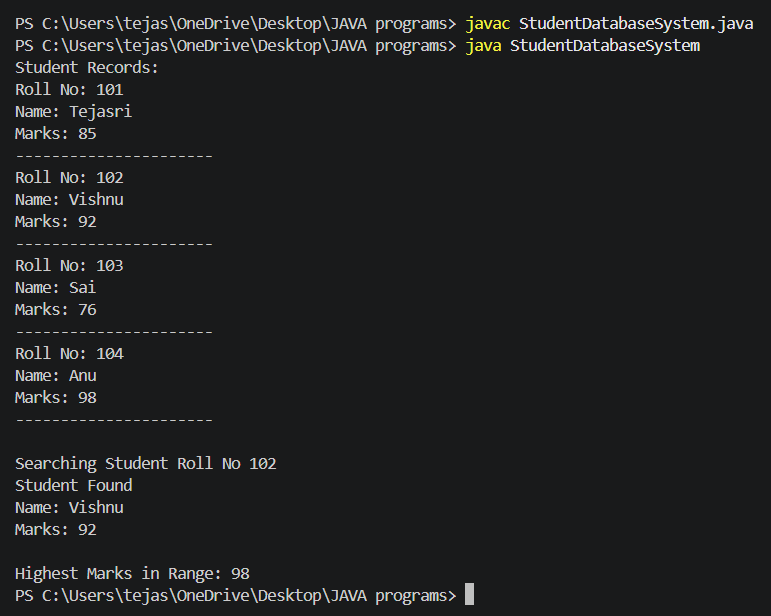 PS C:\Users\tejas\OneDrive\Desktop\JAVA programs> javac StudentDatabaseSystem.java
PS C:\Users\tejas\OneDrive\Desktop\JAVA programs> java StudentDatabaseSystem
Student Records:
Roll No: 101
Name: Tejasri
Marks: 85
----------------------
Roll No: 102
Name: Vishnu
Marks: 92
----------------------
Roll No: 103
Name: Sai
Marks: 76
----------------------
Roll No: 104
Name: Anu
Marks: 98
----------------------

Searching Student Roll No 102
Student Found
Name: Vishnu
Marks: 92

Highest Marks in Range: 98
PS C:\Users\tejas\OneDrive\Desktop\JAVA programs>